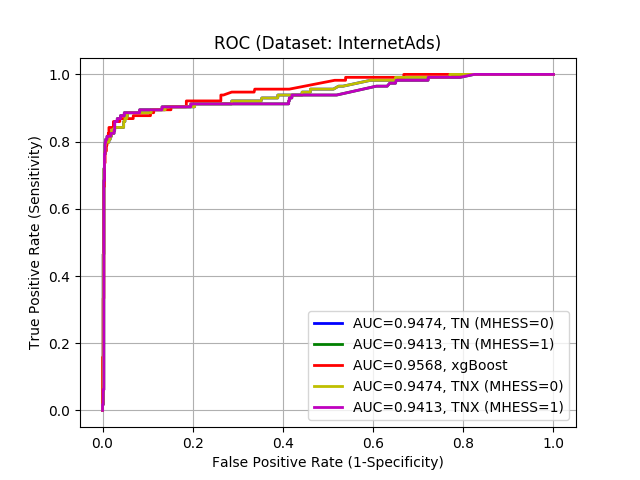 ROC (Dataset: InternetAds)
True Positive Rate (Sensitivity)
1.0
0.8
0.6
0.4
0.2
0.0
AUC=0.9474, TN (MHESS=0)
AUC=0.9413, TN (MHESS=1)
AUC=0.9568, xgBoost
AUC=0.9474, TNX (MHESS=0)
AUC=0.9413, TNX (MHESS=1)
0.0 0.2 0.4 0.6 0.8 1.0
False Positive Rate (1-Specificity)